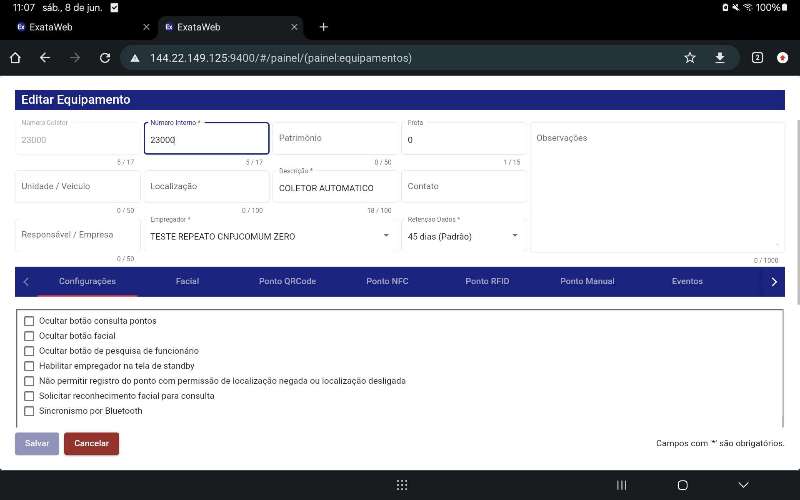 11:07 sáb., 8 de jun. 100%
ExataWeb
ExataWeb
144.22.149.125:9400/#/painel/(painel:equipamentos)
2
Editar Equipamento
Número Coletor
23000
5 / 17
Número Interno *
23000
5 / 17
Patrimônio
0 / 50
Frota
0
1 / 15
Observações
0 / 1000
Unidade / Veículo
0 / 50
Localização
0 / 100
Descrição *
COLETOR AUTOMATICO
18 / 100
Contato
Responsável / Empresa
0 / 50
Empregador *
TESTE REPEATO CNPJCOMUM ZERO
Retenção Dados *
45 dias (Padrão)
Configurações
Facial
Ponto QRCode
Ponto NFC
Ponto RFID
Ponto Manual
Eventos
Ocultar botão consulta pontos
Ocultar botão facial
Ocultar botão de pesquisa de funcionário
Habilitar empregador na tela de standby
Não permitir registro do ponto com permissão de localização negada ou localização desligada
Solicitar reconhecimento facial para consulta
Sincronismo por Bluetooth
Salvar
Cancelar
Campos com '*' são obrigatórios.